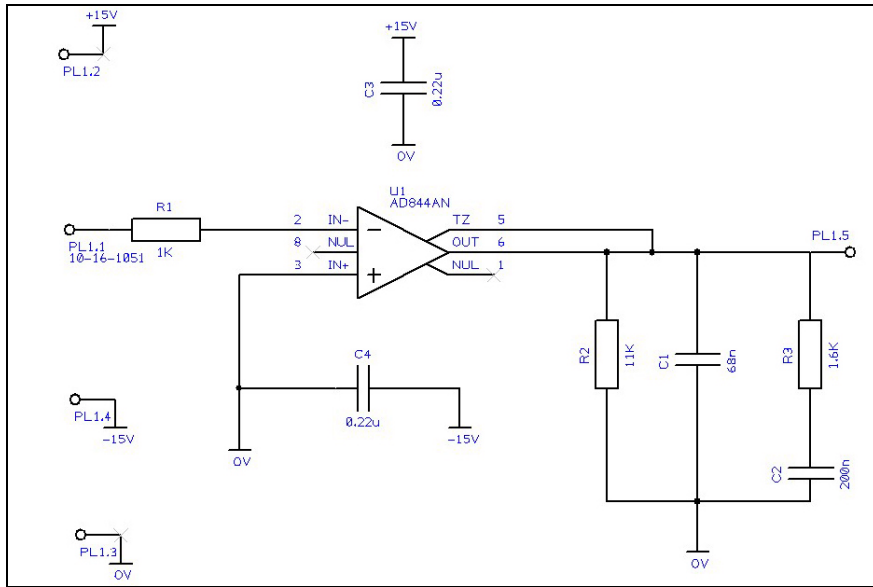 +15V
PL1.2
+15V
C3
0.22u
0V
U1
AD844AN
R1
1K
PL1.1
10-16-1051
2 IN-
8 NUL
3 IN+
TZ 5
OUT 6
NUL 1
PL1.5
R2
11K
C1
68n
R3
1.6K
C4
0.22u
-15V
0V
PL1.4
-15V
C2
200n
PL1.3
0V
0V